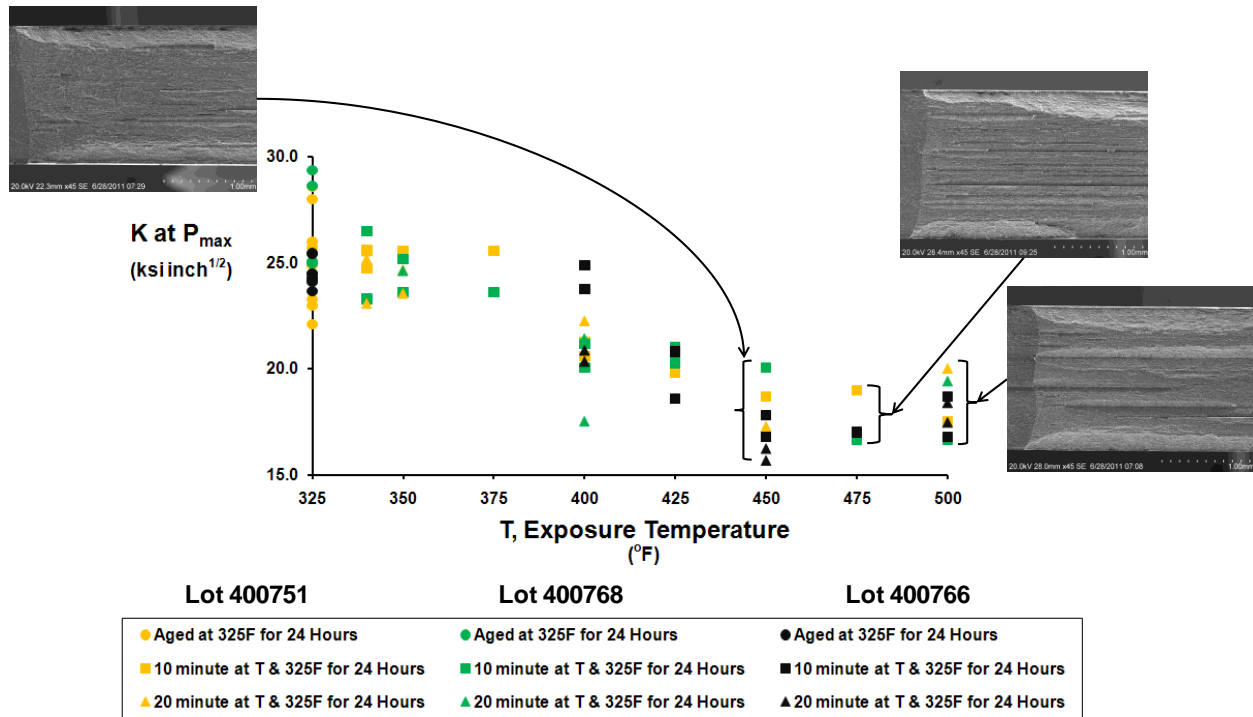 20.0kV 22.3mm x45 SE 6/28/2011 07:29 1.00mm
20.0kV 28.4mm x45 SE 6/28/2011 09:25 1.00mm
20.0kV 28.0mm x45 SE 6/28/2011 07:08 1.00mm
K at Pmax
(ksi inch1/2)
30.0
25.0
20.0
15.0
325 350 375 400 425 450 475 500
T, Exposure Temperature
(oF)
Lot 400751 Lot 400768 Lot 400766
Aged at 325F for 24 Hours Aged at 325F for 24 Hours Aged at 325F for 24 Hours
10 minute at T & 325F for 24 Hours 10 minute at T & 325F for 24 Hours 10 minute at T & 325F for 24 Hours
20 minute at T & 325F for 24 Hours 20 minute at T & 325F for 24 Hours 20 minute at T & 325F for 24 Hours